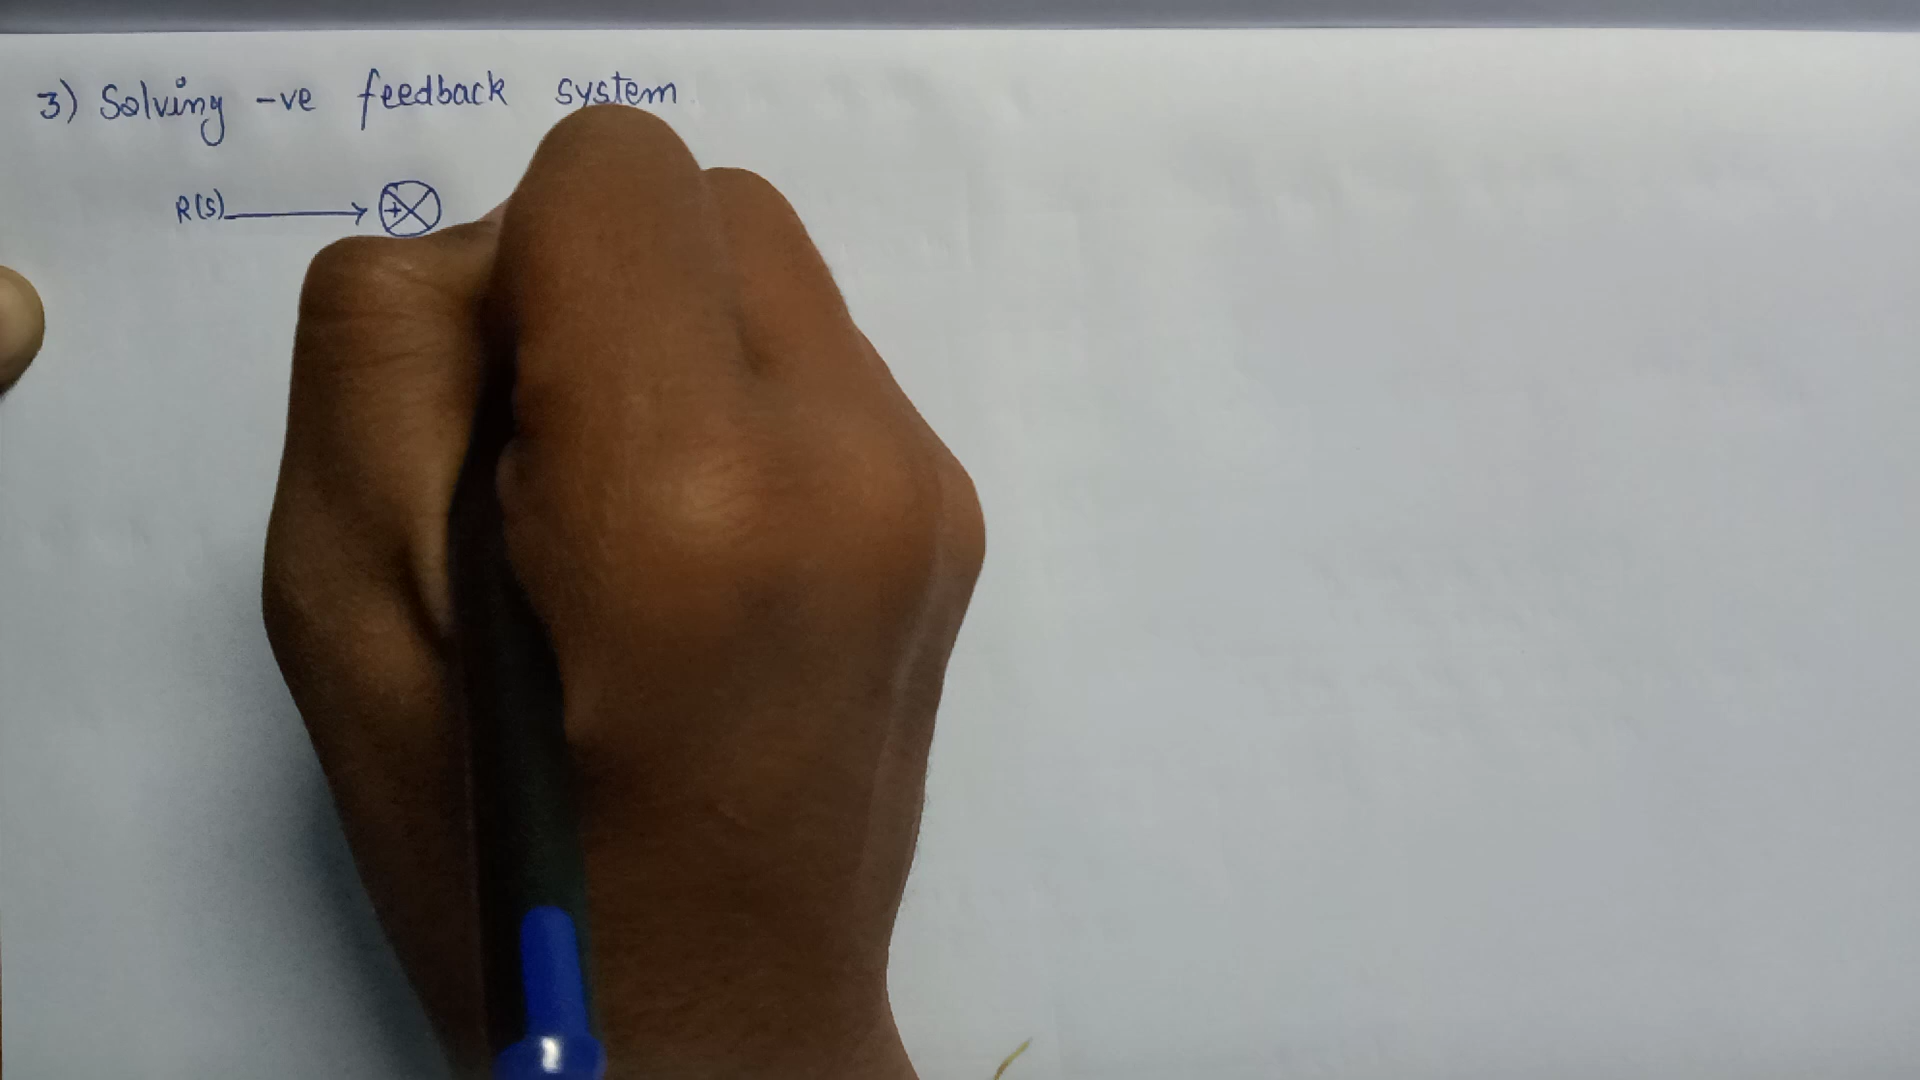 3) Solving -ve feedback system
R(s) +